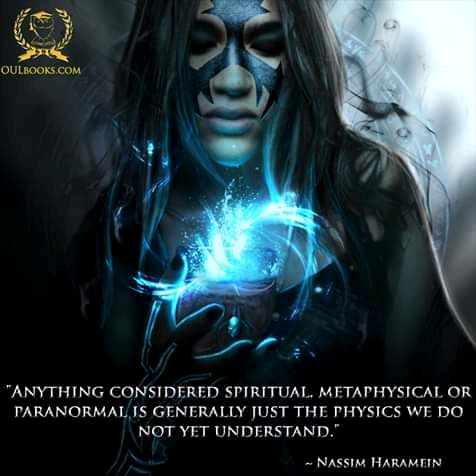 OULBOOKS.COM
"ANYTHING CONSIDERED SPIRITUAL, METAPHYSICAL OR
PARANORMAL IS GENERALLY JUST THE PHYSICS WE DO
NOT YET UNDERSTAND."
~ NASSIM HARAMEIN